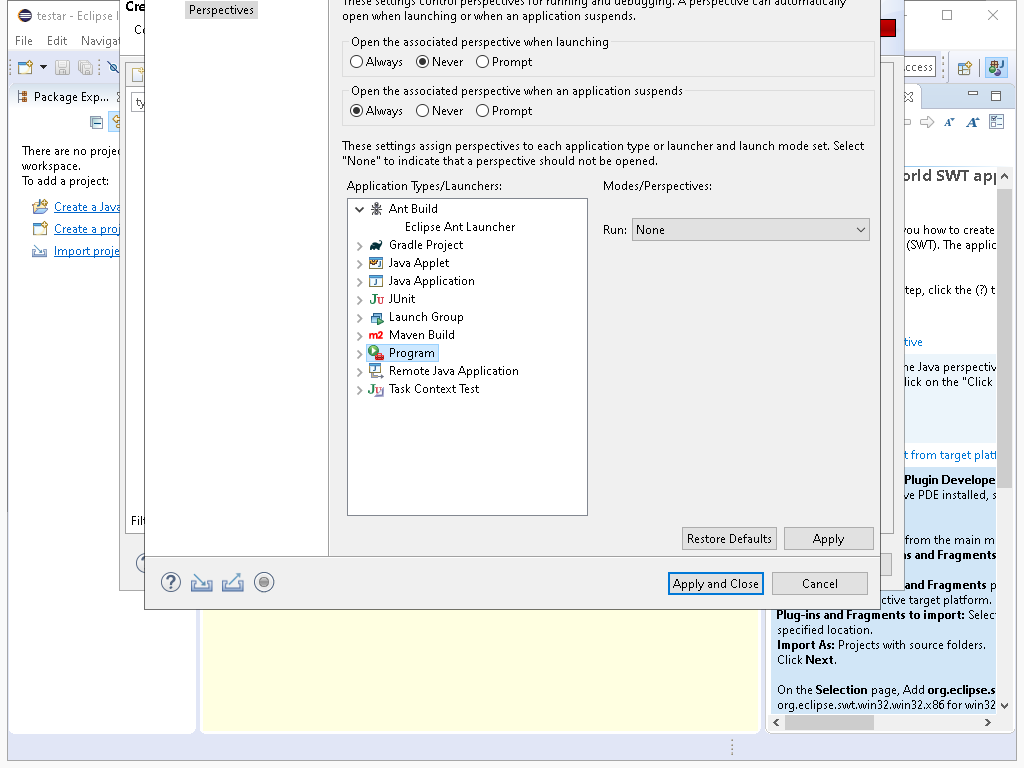 testar - Eclipse
File Edit Naviga
Package Exp...
There are no
workspace.
To add a project:
Create a Java
Create a
Import
Cre
Perspectives
These settings control perspectives for running and debugging. A perspective can automatically
open when launching or when an application suspends.
Open the associated perspective when launching
Always Never Prompt
Open the associated perspective when an application suspends
Always Never Prompt
These settings assign perspectives to each application type or launcher and launch mode set. Select
"None" to indicate that a perspective should not be opened.
Application Types/Launchers:
Modes/Perspectives:
Ant Build
Eclipse Ant Launcher
Gradle Project
Java Applet
Java Application
JUnit
Launch Group
Maven Build
Program
Remote Java Application
Task Context Test
Run: None
Restore Defaults Apply
Apply and Close Cancel
ccess
orld SWT app
you how to create
(SWT). The applic
tep, click the (?) t
tive
he Java perspectiv
lick on the "Click
t from target platf
Plugin Develope
ve PDE installed, s
from the main m
ns and Fragments
and Fragments p
ctive target platform.
Plug-ins and Fragments to import: Selec
specified location.
Import As: Projects with source folders.
Click Next.
On the Selection page, Add org.eclipse.s
org.eclipse.swt.win32.win32.x86 for win32